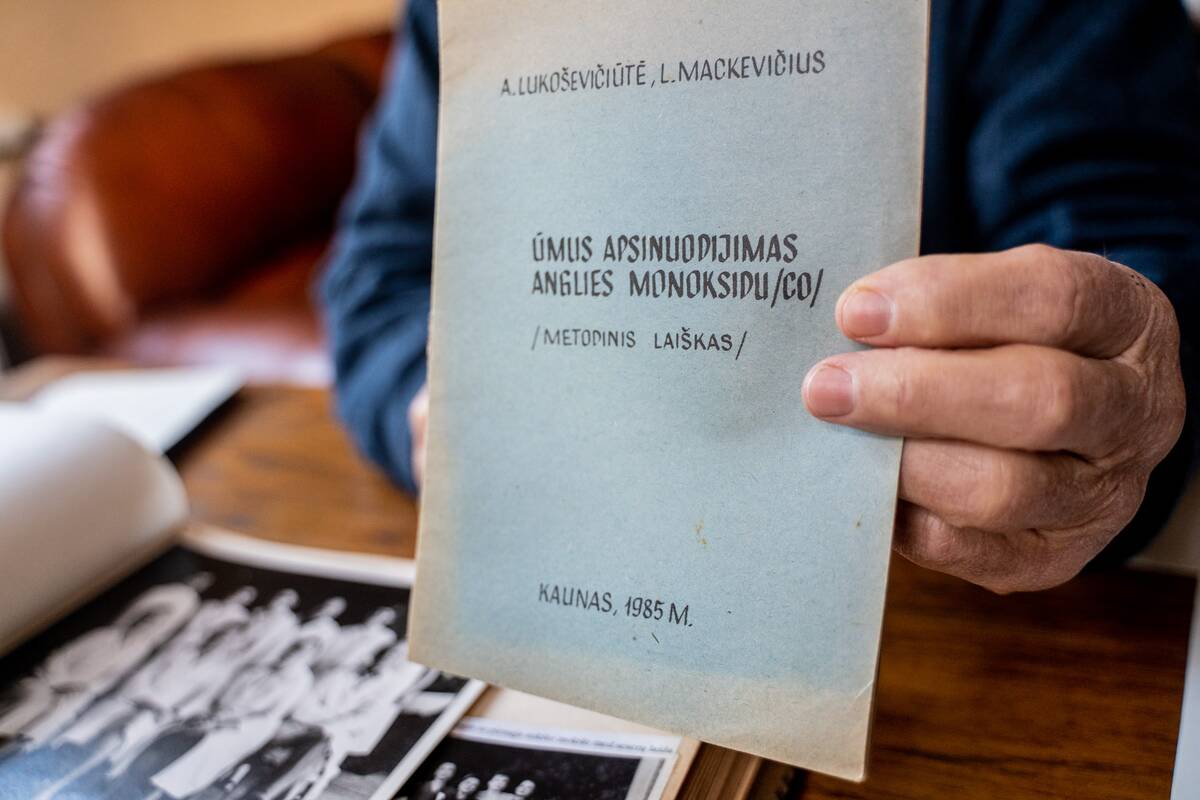 A. LUKOŠEVIČIŪTĖ, L. MACKEVIČIUS
ŪMUS APSINUODIJIMAS
ANGLIES MONOKSIDU /CO/
/METODINIS LAIŠKAS/
KAUNAS, 1985 M.